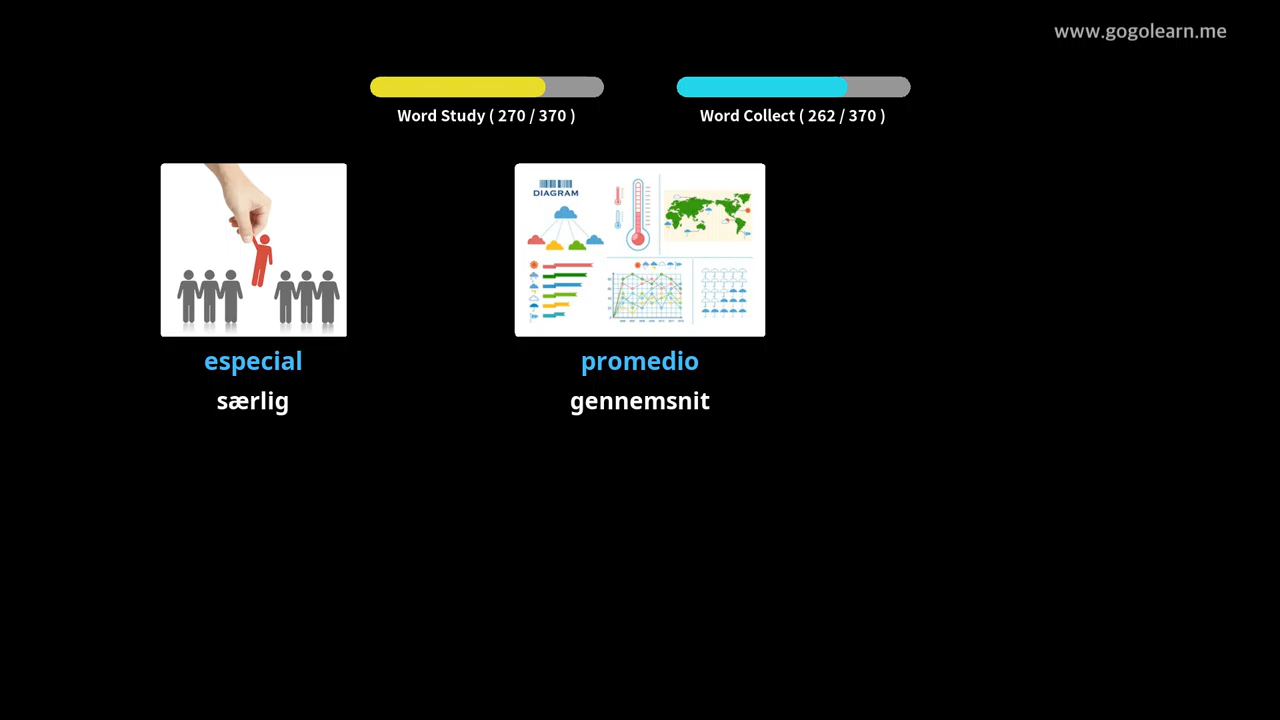 www.gogolearn.me
Word Study ( 270 / 370 )
Word Collect ( 262 / 370 )
DIAGRAM
especial
promedio
særlig
gennemsnit